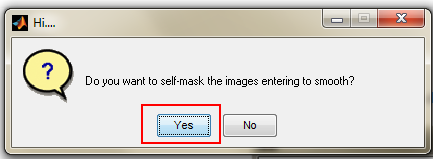 Hi....
?
Do you want to self-mask the images entering to smooth?
Yes
No